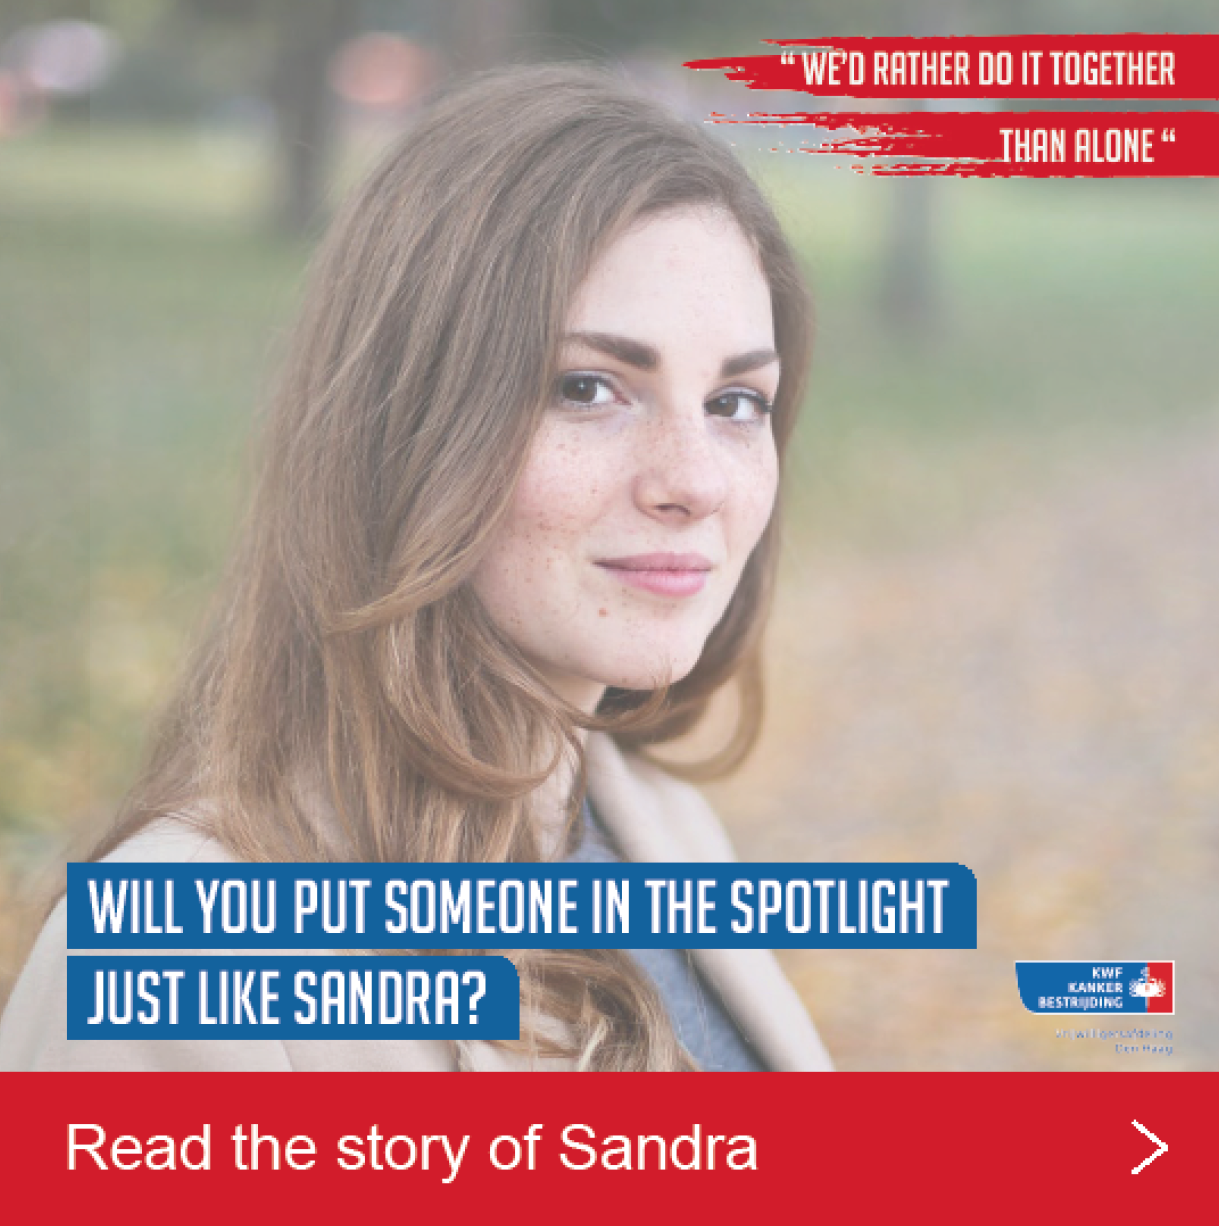 “ WE'D RATHER DO IT TOGETHER
THAN ALONE “
WILL YOU PUT SOMEONE IN THE SPOTLIGHT
JUST LIKE SANDRA?
KWF
KANKER
BESTRIJDING
Den Haag
Read the story of Sandra